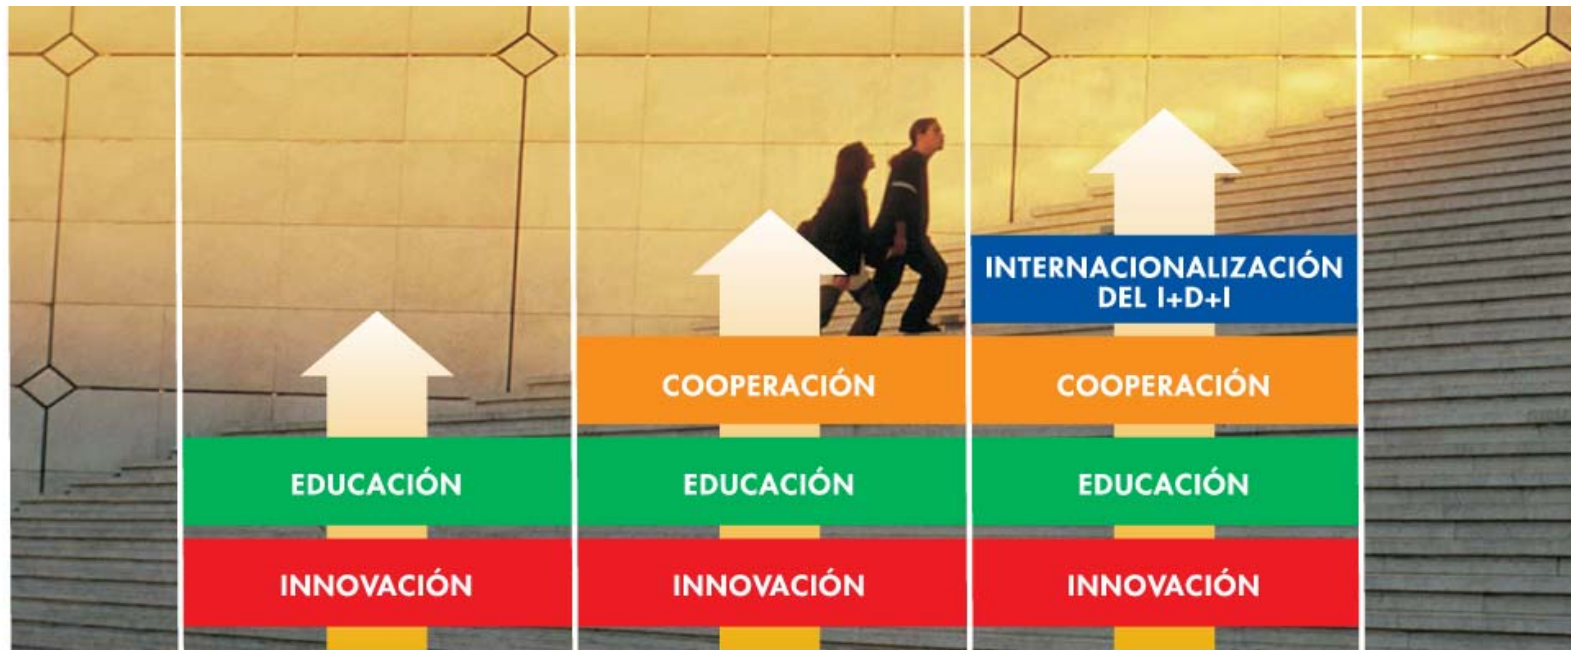 INTERNACIONALIZACIÓN
DEL I+D+I
COOPERACIÓN
COOPERACIÓN
EDUCACIÓN
EDUCACIÓN
EDUCACIÓN
INNOVACIÓN
INNOVACIÓN
INNOVACIÓN